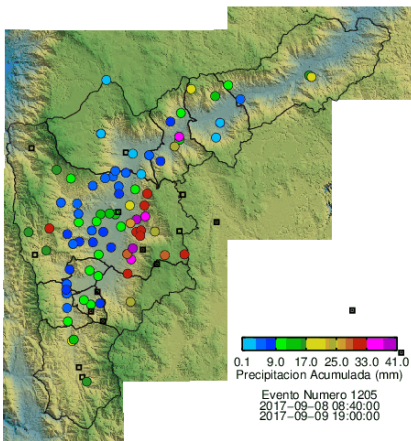 0.1 9.0 17.0 25.0 33.0 41.0
Precipitacion Acumulada (mm)
Evento Numero 1205
2017-09-08 08:40:00
2017-09-09 19:00:00